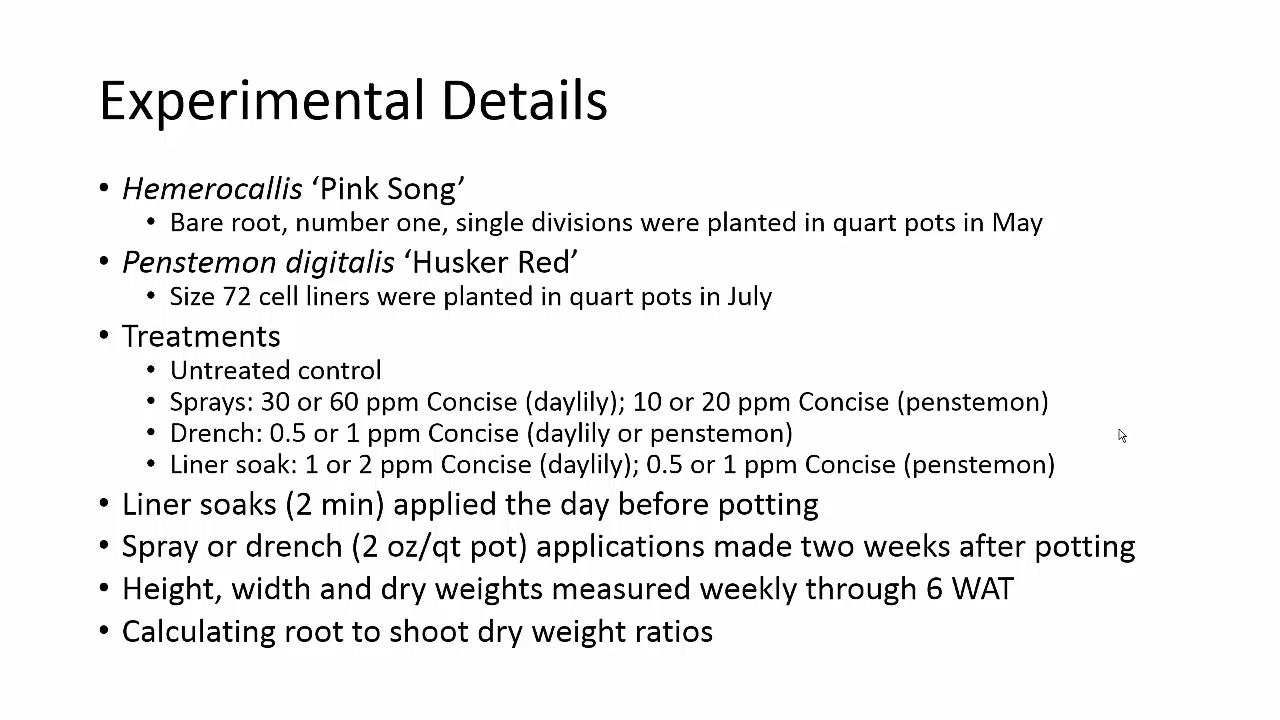 Experimental Details
• Hemerocallis ‘Pink Song’
• Bare root, number one, single divisions were planted in quart pots in May
• Penstemon digitalis ‘Husker Red’
• Size 72 cell liners were planted in quart pots in July
• Treatments
• Untreated control
• Sprays: 30 or 60 ppm Concise (daylily); 10 or 20 ppm Concise (penstemon)
• Drench: 0.5 or 1 ppm Concise (daylily or penstemon)
• Liner soak: 1 or 2 ppm Concise (daylily); 0.5 or 1 ppm Concise (penstemon)
• Liner soaks (2 min) applied the day before potting
• Spray or drench (2 oz/qt pot) applications made two weeks after potting
• Height, width and dry weights measured weekly through 6 WAT
• Calculating root to shoot dry weight ratios